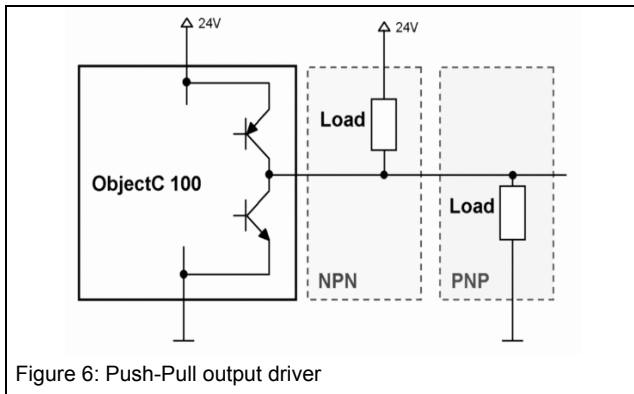 24V
24V
Load
ObjectC 100
Load
NPN
PNP
Figure 6: Push-Pull output driver